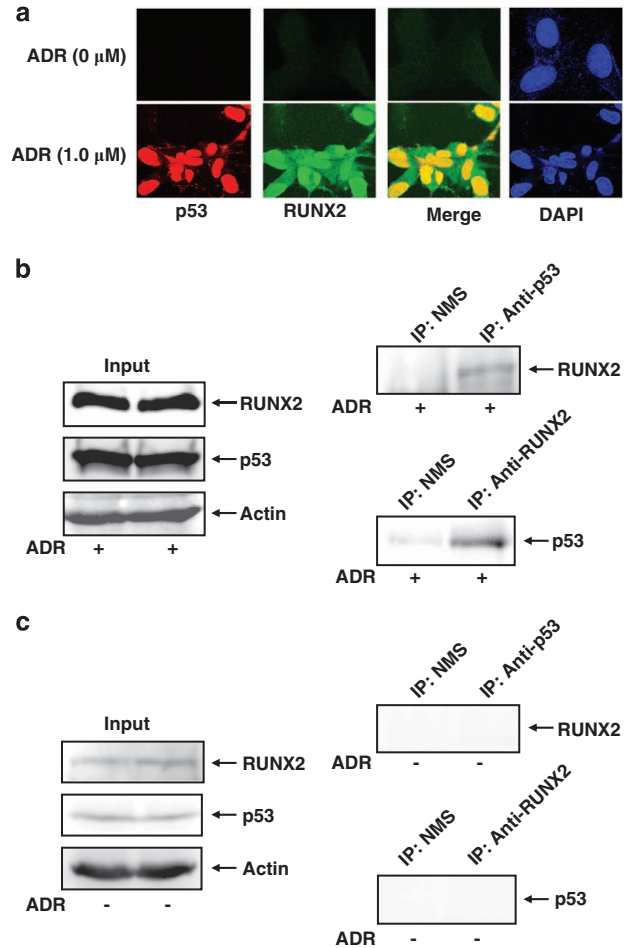 a
ADR (0 μM)
ADR (1.0 μM)
p53 RUNX2 Merge DAPI
b
Input
RUNX2
p53
Actin
ADR + +
IP: NMS IP: Anti-p53
RUNX2
ADR + +
IP: NMS IP: Anti-RUNX2
p53
ADR + +
c
Input
RUNX2
p53
Actin
ADR - -
IP: NMS IP: Anti-p53
RUNX2
ADR - -
IP: NMS IP: Anti-RUNX2
p53
ADR - -